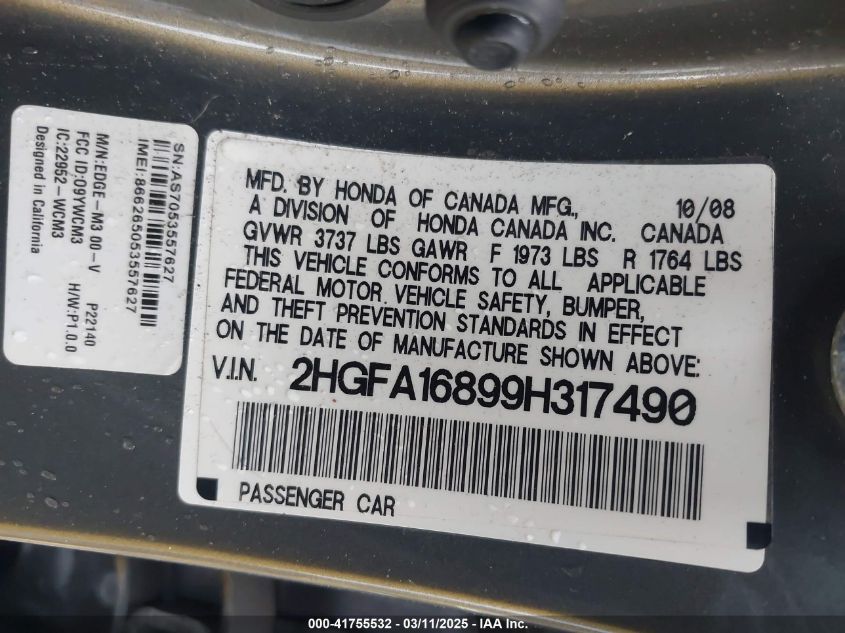 MFD. BY HONDA OF CANADA MFG., 10/08
A DIVISION OF HONDA CANADA INC. CANADA
GVWR 3737 LBS GAWR F 1973 LBS R 1764 LBS
THIS VEHICLE CONFORMS TO ALL APPLICABLE
FEDERAL MOTOR VEHICLE SAFETY, BUMPER,
AND THEFT PREVENTION STANDARDS IN EFFECT
ON THE DATE OF MANUFACTURE SHOWN ABOVE:
V.I.N. 2HGFA16899H317490
PASSENGER CAR
SN:AS7053557627
IMEI:866265053557627
M/N:EDGE-M3 00-V P22140
FCC ID:09YWCM3 H/W:P1.0.0
IC:22952-WCM3
Designed in California
000-41755532 - 03/11/2025 - IAA Inc.